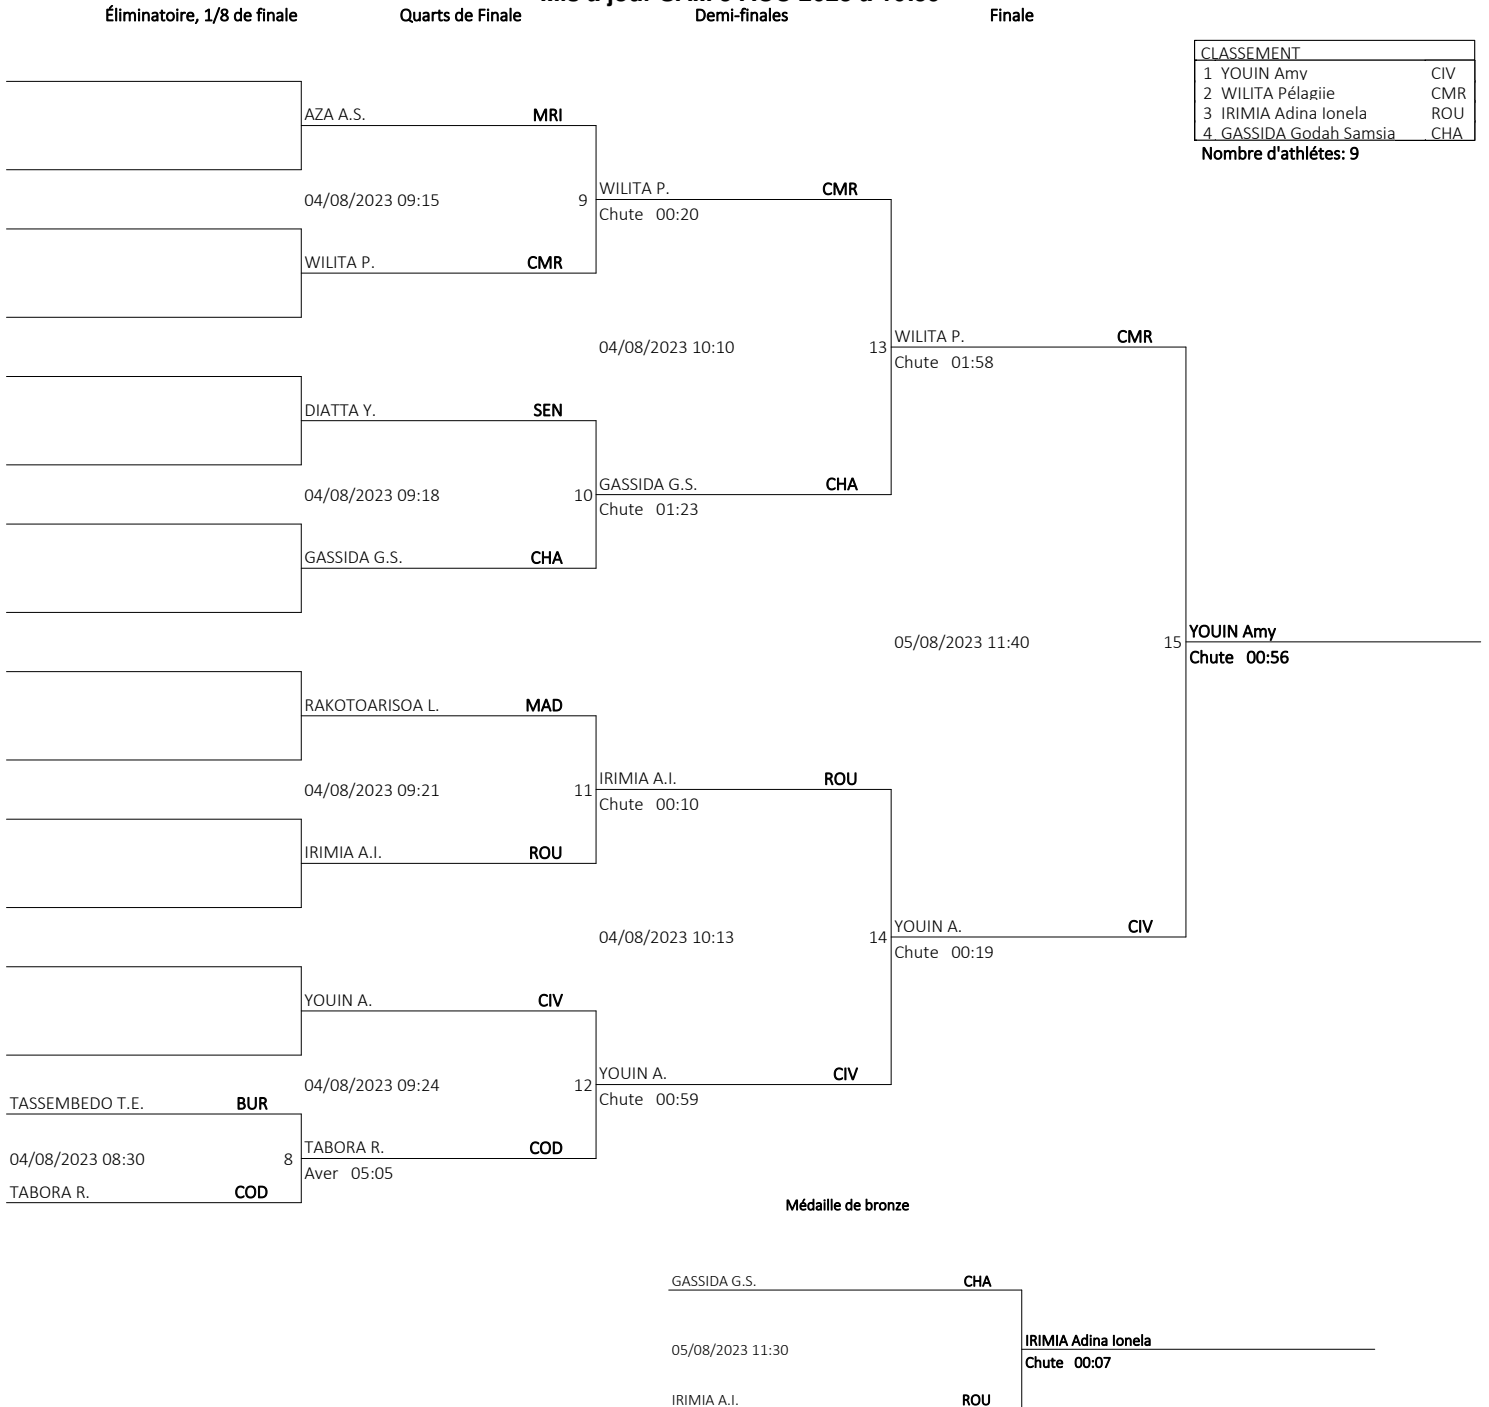 Éliminatoire, 1/8 de finale Quarts de Finale Demi-finales Finale
CLASSEMENT
1 YOUIN Amy CIV
2 WILITA Pélagiie CMR
3 IRIMIA Adina Ionela ROU
4 GASSIDA Godah Samsia CHA
Nombre d'athlétes: 9
AZA A.S. MRI
04/08/2023 09:15 9
WILITA P. CMR
Chute 00:20
WILITA P. CMR
04/08/2023 10:10 13
WILITA P. CMR
Chute 01:58
DIATTA Y. SEN
04/08/2023 09:18 10
GASSIDA G.S. CHA
Chute 01:23
GASSIDA G.S. CHA
05/08/2023 11:40 15
YOUIN Amy
Chute 00:56
RAKOTOARISOA L. MAD
04/08/2023 09:21 11
IRIMIA A.I. ROU
Chute 00:10
IRIMIA A.I. ROU
04/08/2023 10:13 14
YOUIN A. CIV
Chute 00:19
YOUIN A. CIV
04/08/2023 09:24 12
YOUIN A. CIV
Chute 00:59
TASSEMBEDO T.E. BUR
04/08/2023 08:30 8
TABORA R. COD
Aver 05:05
TABORA R. COD
Médaille de bronze
GASSIDA G.S. CHA
05/08/2023 11:30
IRIMIA Adina Ionela
Chute 00:07
IRIMIA A.I. ROU